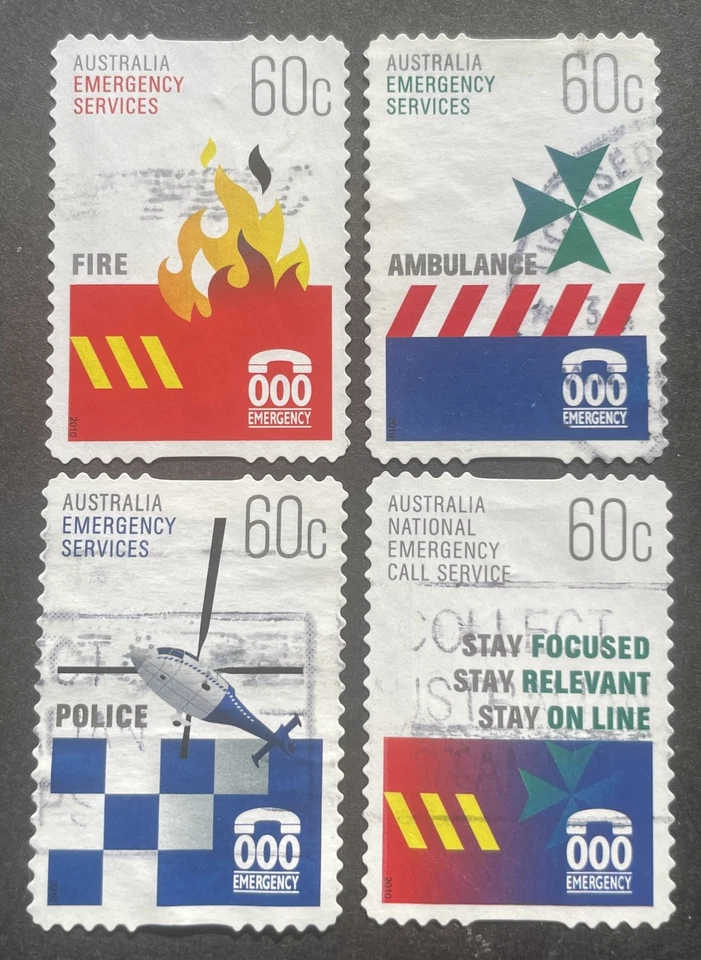 AUSTRALIA
EMERGENCY
SERVICES
60c
FIRE
000
EMERGENCY
2010
AUSTRALIA
EMERGENCY
SERVICES
60c
AMBULANCE
3
000
EMERGENCY
AUSTRALIA
EMERGENCY
SERVICES
60c
POLICE
000
EMERGENCY
AUSTRALIA
NATIONAL
EMERGENCY
CALL SERVICE
60c
COLLECT
STAY FOCUSED
STAY RELEVANT
STAY ON LINE
000
EMERGENCY
2010